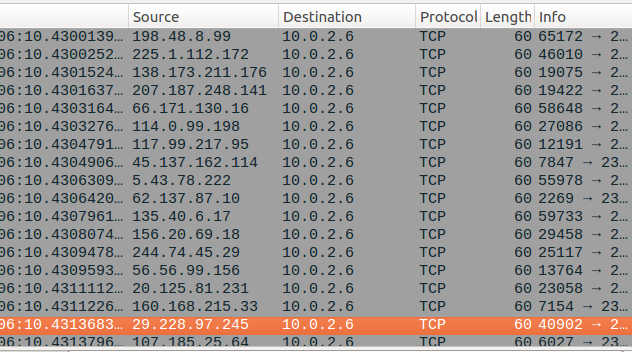 Source Destination Protocol Length Info
06:10.4300139… 198.48.8.99 10.0.2.6 TCP 60 65172 → 2…
06:10.4300252… 225.1.112.172 10.0.2.6 TCP 60 46010 → 2…
06:10.4301524… 138.173.211.176 10.0.2.6 TCP 60 19075 → 2…
06:10.4301637… 207.187.248.141 10.0.2.6 TCP 60 19422 → 2…
06:10.4303164… 66.171.130.16 10.0.2.6 TCP 60 58648 → 2…
06:10.4303276… 114.0.99.198 10.0.2.6 TCP 60 27086 → 2…
06:10.4304791… 117.99.217.95 10.0.2.6 TCP 60 12191 → 2…
06:10.4304906… 45.137.162.114 10.0.2.6 TCP 60 7847 → 23…
06:10.4306309… 5.43.78.222 10.0.2.6 TCP 60 55978 → 2…
06:10.4306420… 62.137.87.10 10.0.2.6 TCP 60 2269 → 23…
06:10.4307961… 135.40.6.17 10.0.2.6 TCP 60 59733 → 2…
06:10.4308074… 156.20.69.18 10.0.2.6 TCP 60 29458 → 2…
06:10.4309478… 244.74.45.29 10.0.2.6 TCP 60 25117 → 2…
06:10.4309593… 56.56.99.156 10.0.2.6 TCP 60 13764 → 2…
06:10.4311112… 20.125.81.231 10.0.2.6 TCP 60 23058 → 2…
06:10.4311226… 160.168.215.33 10.0.2.6 TCP 60 7154 → 23…
06:10.4313683… 29.228.97.245 10.0.2.6 TCP 60 40902 → 2…
06:10.4313796… 107.185.25.64 10.0.2.6 TCP 60 6027 → 23…